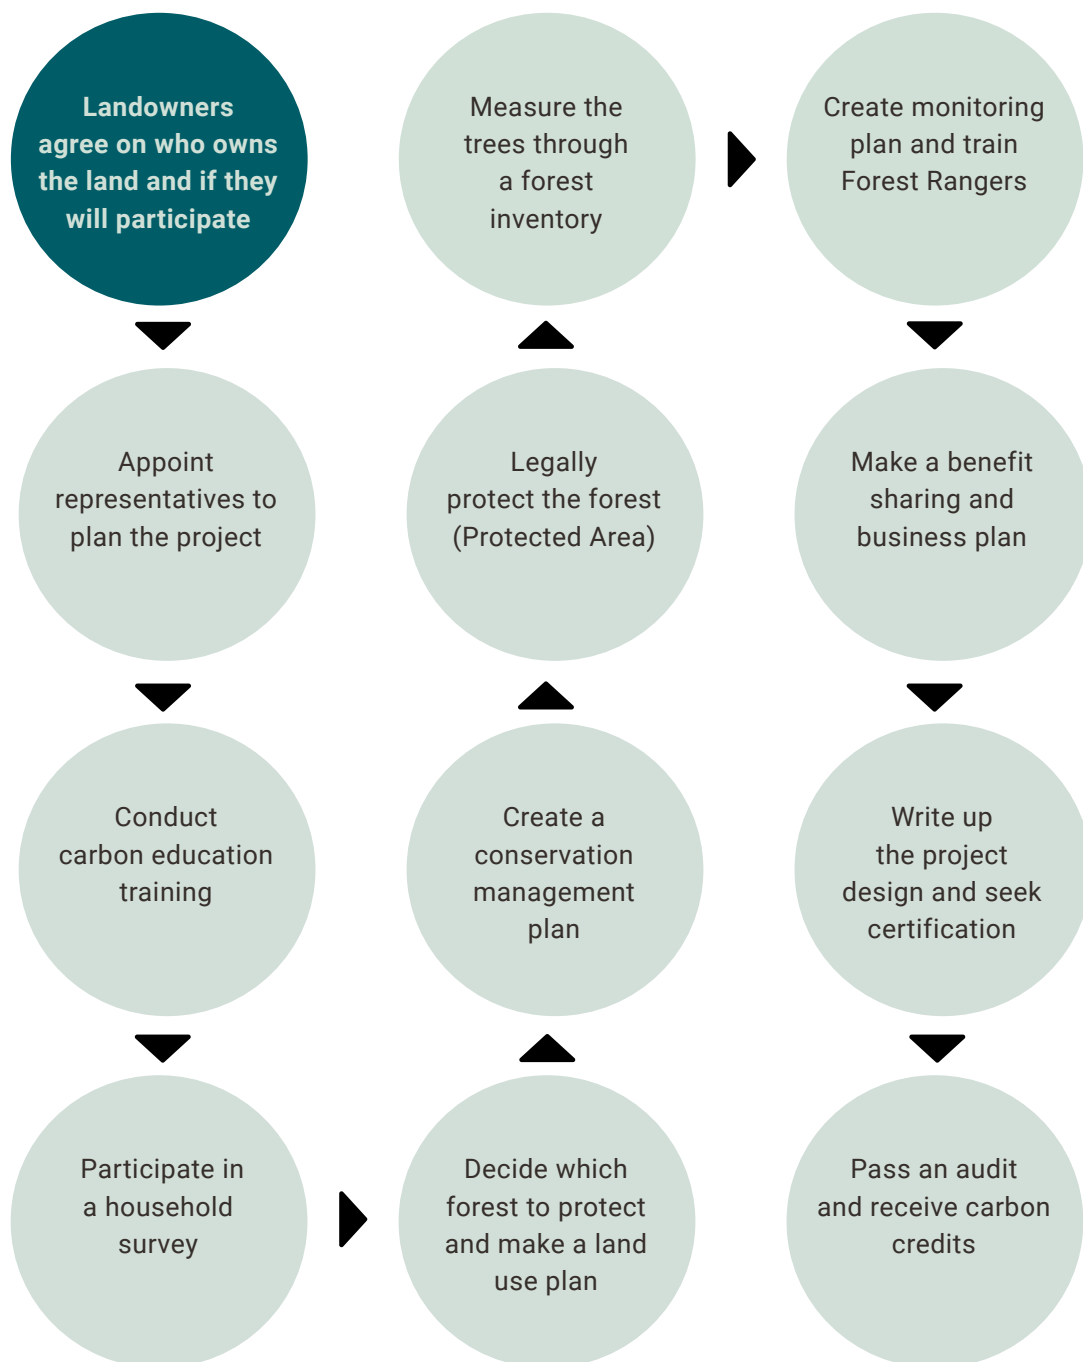 Landowners
agree on who owns
the land and if they
will participate
Appoint
representatives to
plan the project
Conduct
carbon education
training
Participate in
a household
survey
Decide which
forest to protect
and make a land
use plan
Create a
conservation
management
plan
Legally
protect the forest
(Protected Area)
Measure the
trees through
a forest
inventory
Create monitoring
plan and train
Forest Rangers
Make a benefit
sharing and
business plan
Write up
the project
design and seek
certification
Pass an audit
and receive carbon
credits